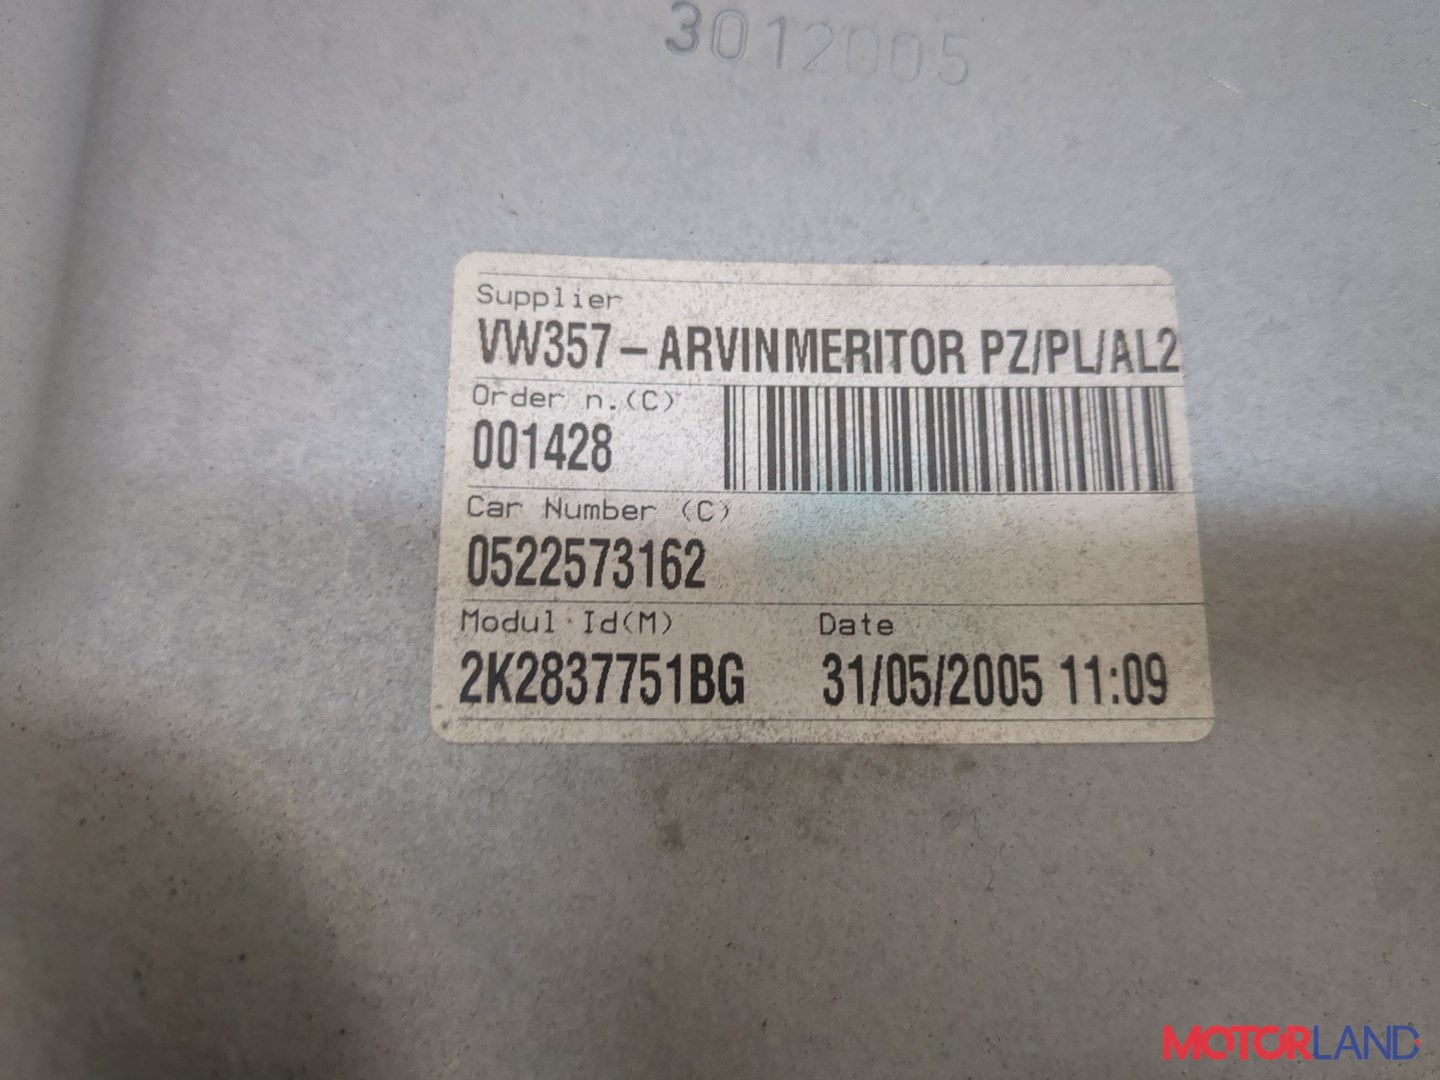 3012005
Supplier
VW357 - ARVINMERITOR PZ/PL/AL2
Order n.(C)
001428
Car Number (C)
0522573162
Modul Id(M) Date
2K2837751BG 31/05/2005 11:09
MOTORLAND